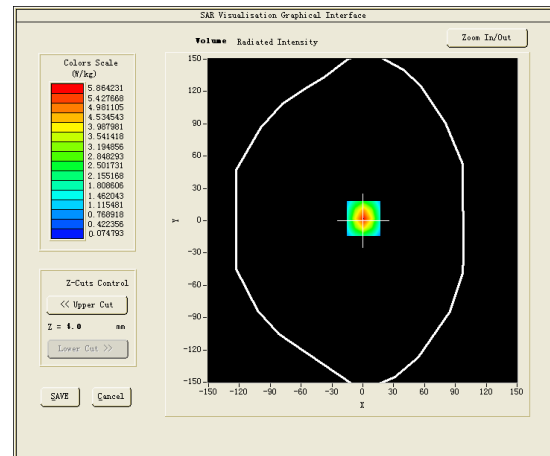 SAR Visualisation Graphical Interface
Volume Radiated Intensity
Zoom In/Out
Colors Scale
(W/kg)
5.864231
5.427668
4.981105
4.534543
3.987981
3.541418
3.194856
2.848293
2.501731
2.155168
1.808606
1.462043
1.115481
0.768918
0.422356
0.074793
Z-Cuts Control
<< Upper Cut
Z = 4.0 mm
Lower Cut >>
SAVE Cancel
150
120
90
60
30
0
-30
-60
-90
-120
-150
Y
-150 -120 -90 -60 -30 0 30 60 90 120 150
X